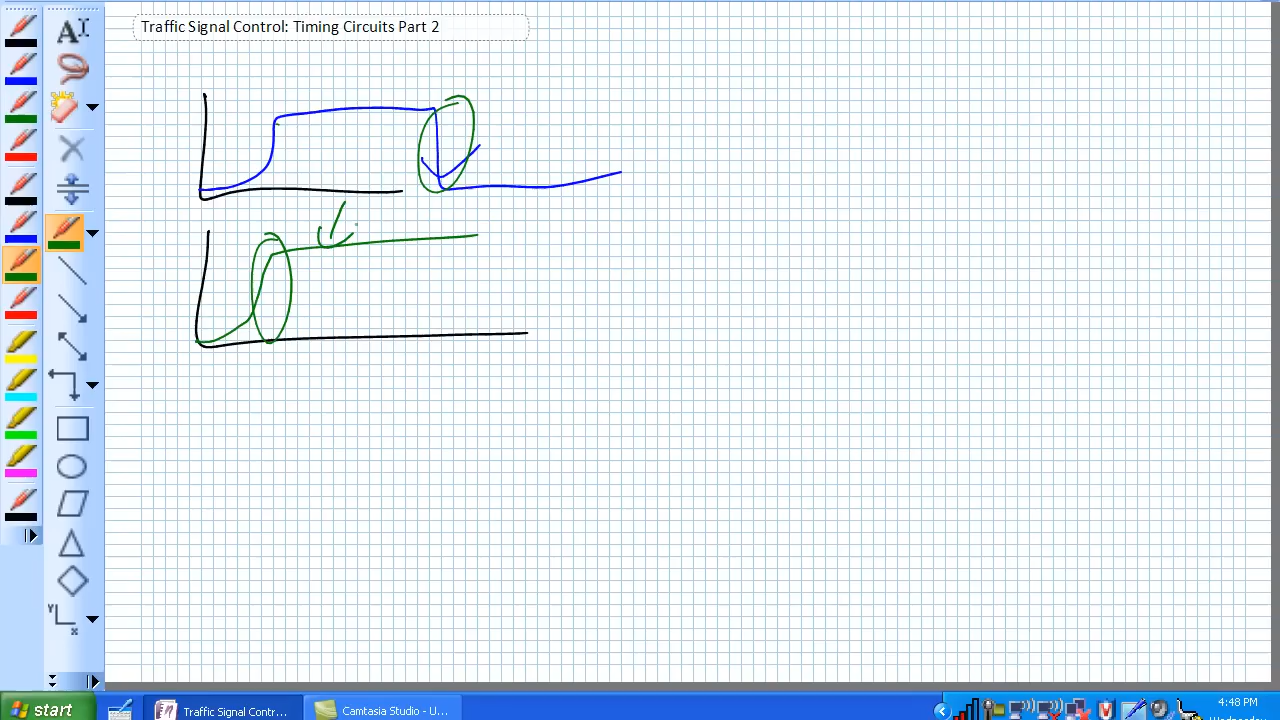 Traffic Signal Control: Timing Circuits Part 2
A
Y
x
start
Traffic Signal Contr...
Camtasia Studio - U...
4:48 PM